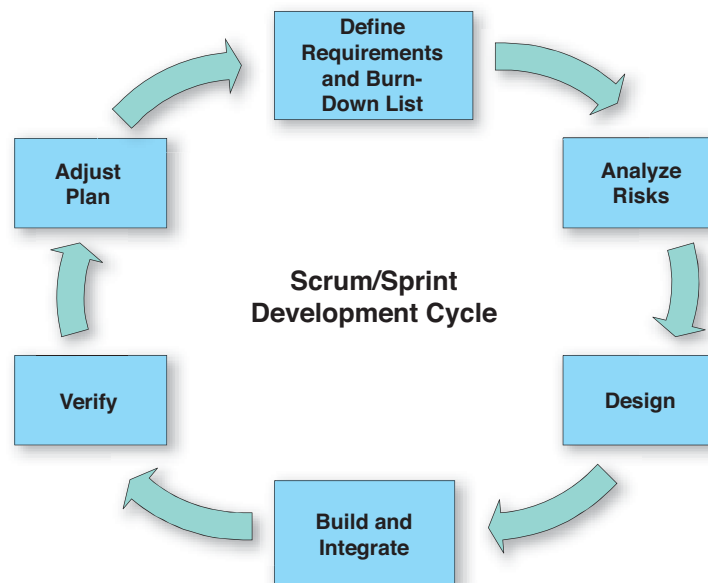 Define
Requirements
and Burn-
Down List
Adjust
Plan
Analyze
Risks
Scrum/Sprint
Development Cycle
Verify
Design
Build and
Integrate